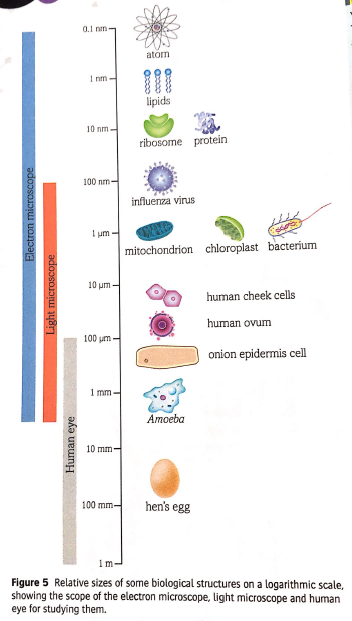 0.1 nm
atom
1 nm
lipids
10 nm
ribosome protein
100 nm
influenza virus
1 µm
mitochondrion chloroplast bacterium
10 µm
human cheek cells
human ovum
100 µm
onion epidermis cell
1 mm
Amoeba
10 mm
100 mm
hen's egg
1 m
Electron microscope
Light microscope
Human eye
Figure 5 Relative sizes of some biological structures on a logarithmic scale,
showing the scope of the electron microscope, light microscope and human
eye for studying them.